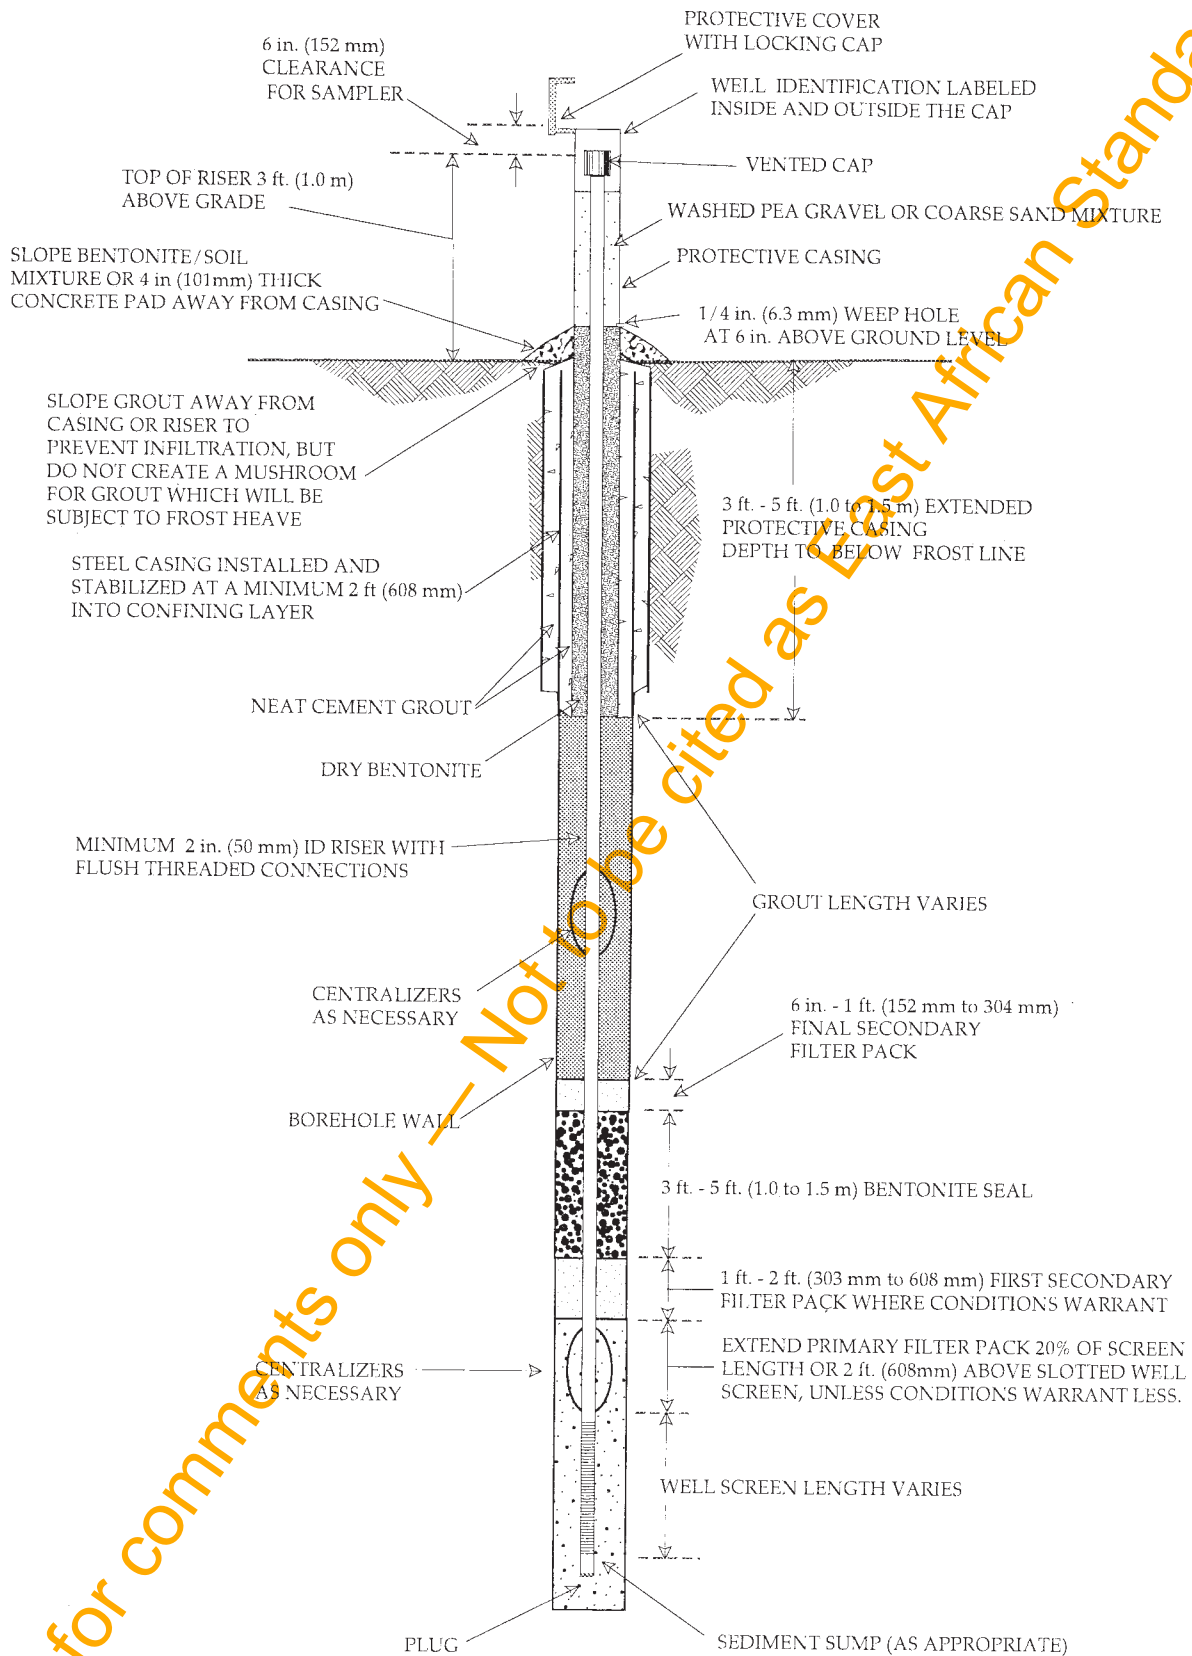 PROTECTIVE COVER
WITH LOCKING CAP
6 in. (152 mm)
CLEARANCE
FOR SAMPLER
WELL IDENTIFICATION LABELED
INSIDE AND OUTSIDE THE CAP
VENTED CAP
TOP OF RISER 3 ft. (1.0 m)
ABOVE GRADE
WASHED PEA GRAVEL OR COARSE SAND MIXTURE
SLOPE BENTONITE/SOIL
MIXTURE OR 4 in (101mm) THICK
CONCRETE PAD AWAY FROM CASING
PROTECTIVE CASING
1/4 in. (6.3 mm) WEEP HOLE
AT 6 in. ABOVE GROUND LEVEL
SLOPE GROUT AWAY FROM
CASING OR RISER TO
PREVENT INFILTRATION, BUT
DO NOT CREATE A MUSHROOM
FOR GROUT WHICH WILL BE
SUBJECT TO FROST HEAVE
3 ft. - 5 ft. (1.0 to 1.5 m) EXTENDED
PROTECTIVE CASING
DEPTH TO BELOW FROST LINE
STEEL CASING INSTALLED AND
STABILIZED AT A MINIMUM 2 ft (608 mm)
INTO CONFINING LAYER
NEAT CEMENT GROUT
DRY BENTONITE
MINIMUM 2 in. (50 mm) ID RISER WITH
FLUSH THREADED CONNECTIONS
GROUT LENGTH VARIES
CENTRALIZERS
AS NECESSARY
6 in. - 1 ft. (152 mm to 304 mm)
FINAL SECONDARY
FILTER PACK
BOREHOLE WALL
3 ft. - 5 ft. (1.0 to 1.5 m) BENTONITE SEAL
1 ft. - 2 ft. (303 mm to 608 mm) FIRST SECONDARY
FILTER PACK WHERE CONDITIONS WARRANT
EXTEND PRIMARY FILTER PACK 20% OF SCREEN
LENGTH OR 2 ft. (608mm) ABOVE SLOTTED WELL
SCREEN, UNLESS CONDITIONS WARRANT LESS.
CENTRALIZERS
AS NECESSARY
WELL SCREEN LENGTH VARIES
PLUG
SEDIMENT SUMP (AS APPROPRIATE)
for comments only — Not to be cited as East African Standa